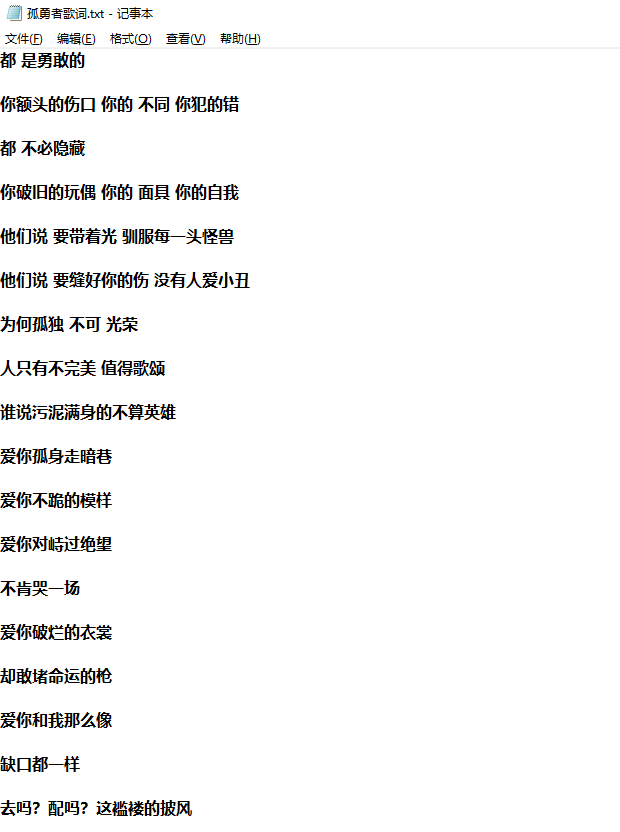 孤勇者歌词.txt - 记事本
文件(F) 编辑(E) 格式(O) 查看(V) 帮助(H)
都 是勇敢的
你额头的伤口 你的 不同 你犯的错
都 不必隐藏
你破旧的玩偶 你的 面具 你的自我
他们说 要带着光 驯服每一头怪兽
他们说 要缝好你的伤 没有人爱小丑
为何孤独 不可 光荣
人只有不完美 值得歌颂
谁说污泥满身的不算英雄
爱你孤身走暗巷
爱你不跪的模样
爱你对峙过绝望
不肯哭一场
爱你破烂的衣裳
却敢堵命运的枪
爱你和我那么像
缺口都一样
去吗？配吗？这褴褛的披风